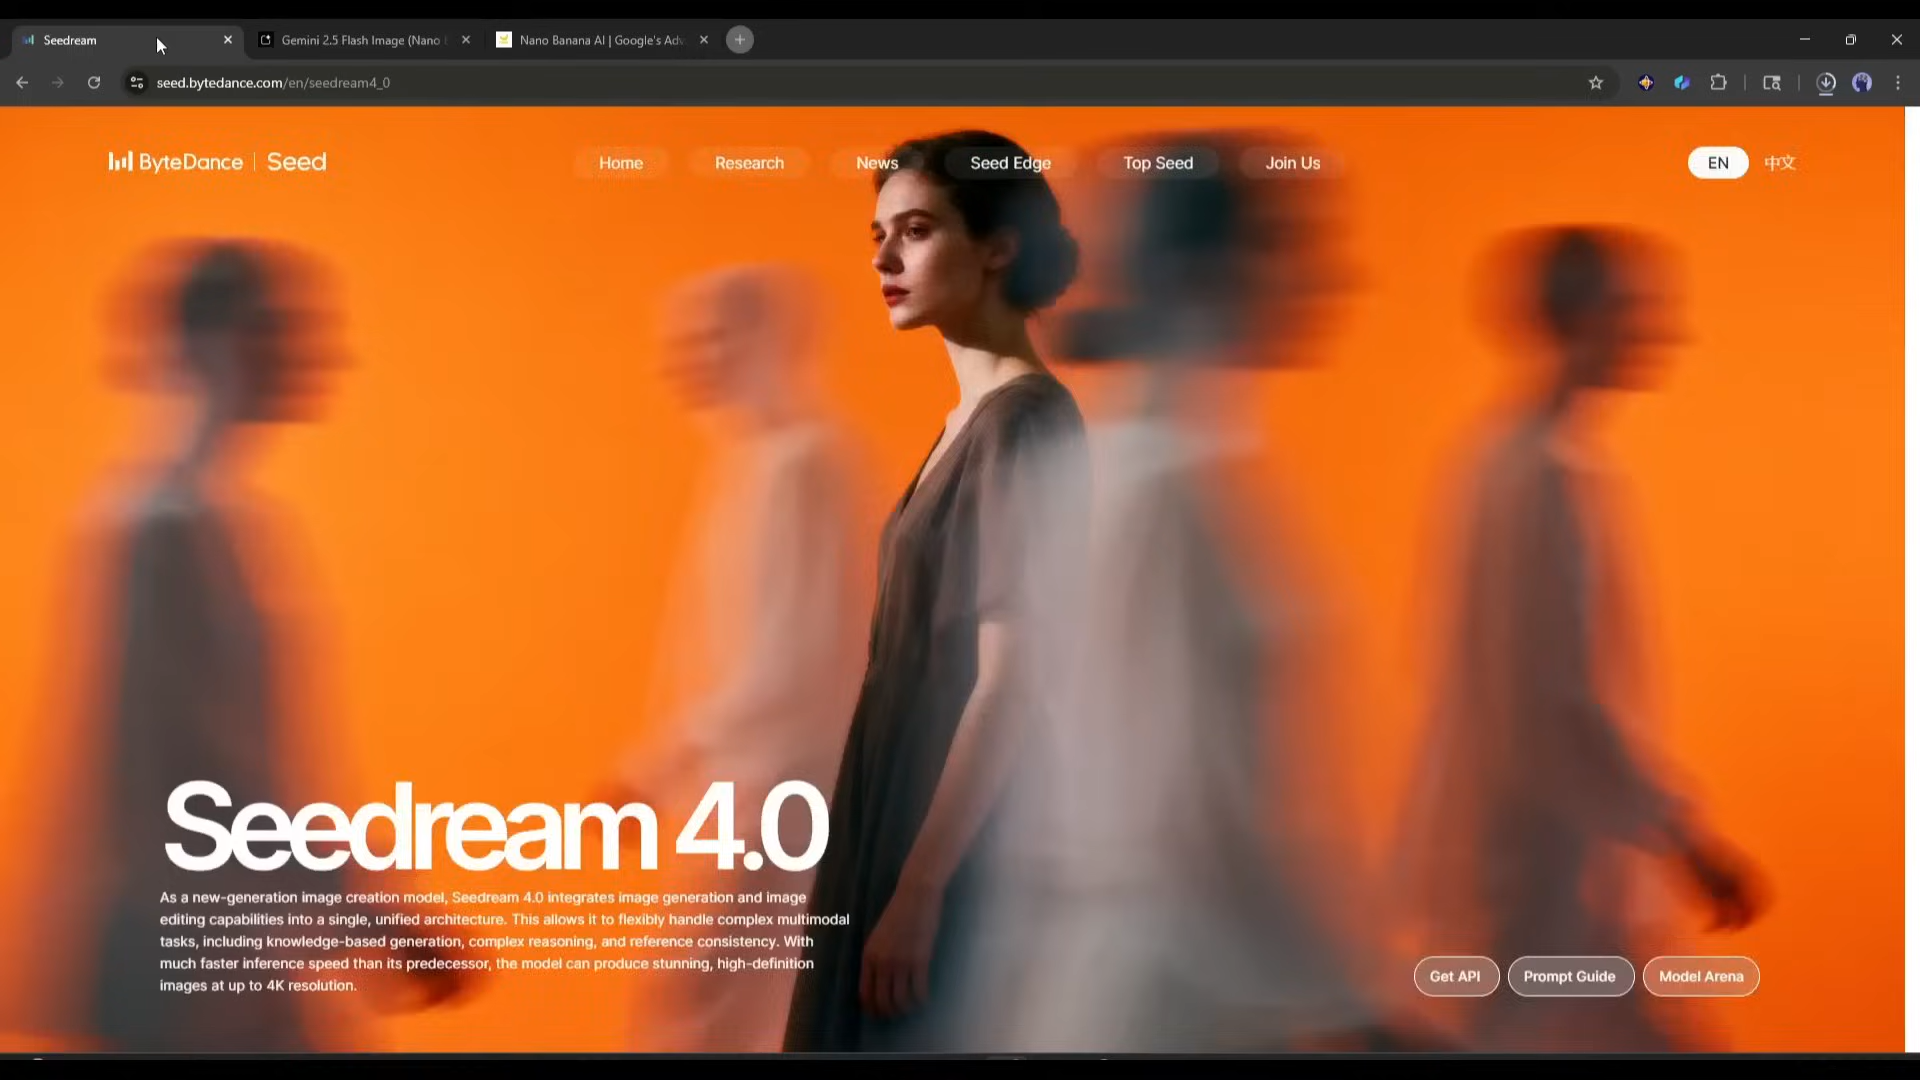 Seedream
Gemini 2.5 Flash Image (Nano
Nano Banana AI | Google's Adv
seed.bytedance.com/en/seedream4_0
ByteDance | Seed
Home
Research
News
Seed Edge
Top Seed
Join Us
EN
中文
Seedream 4.0
As a new-generation image creation model, Seedream 4.0 integrates image generation and image
editing capabilities into a single, unified architecture. This allows it to flexibly handle complex multimodal
tasks, including knowledge-based generation, complex reasoning, and reference consistency. With
much faster inference speed than its predecessor, the model can produce stunning, high-definition
images at up to 4K resolution.
Get API
Prompt Guide
Model Arena